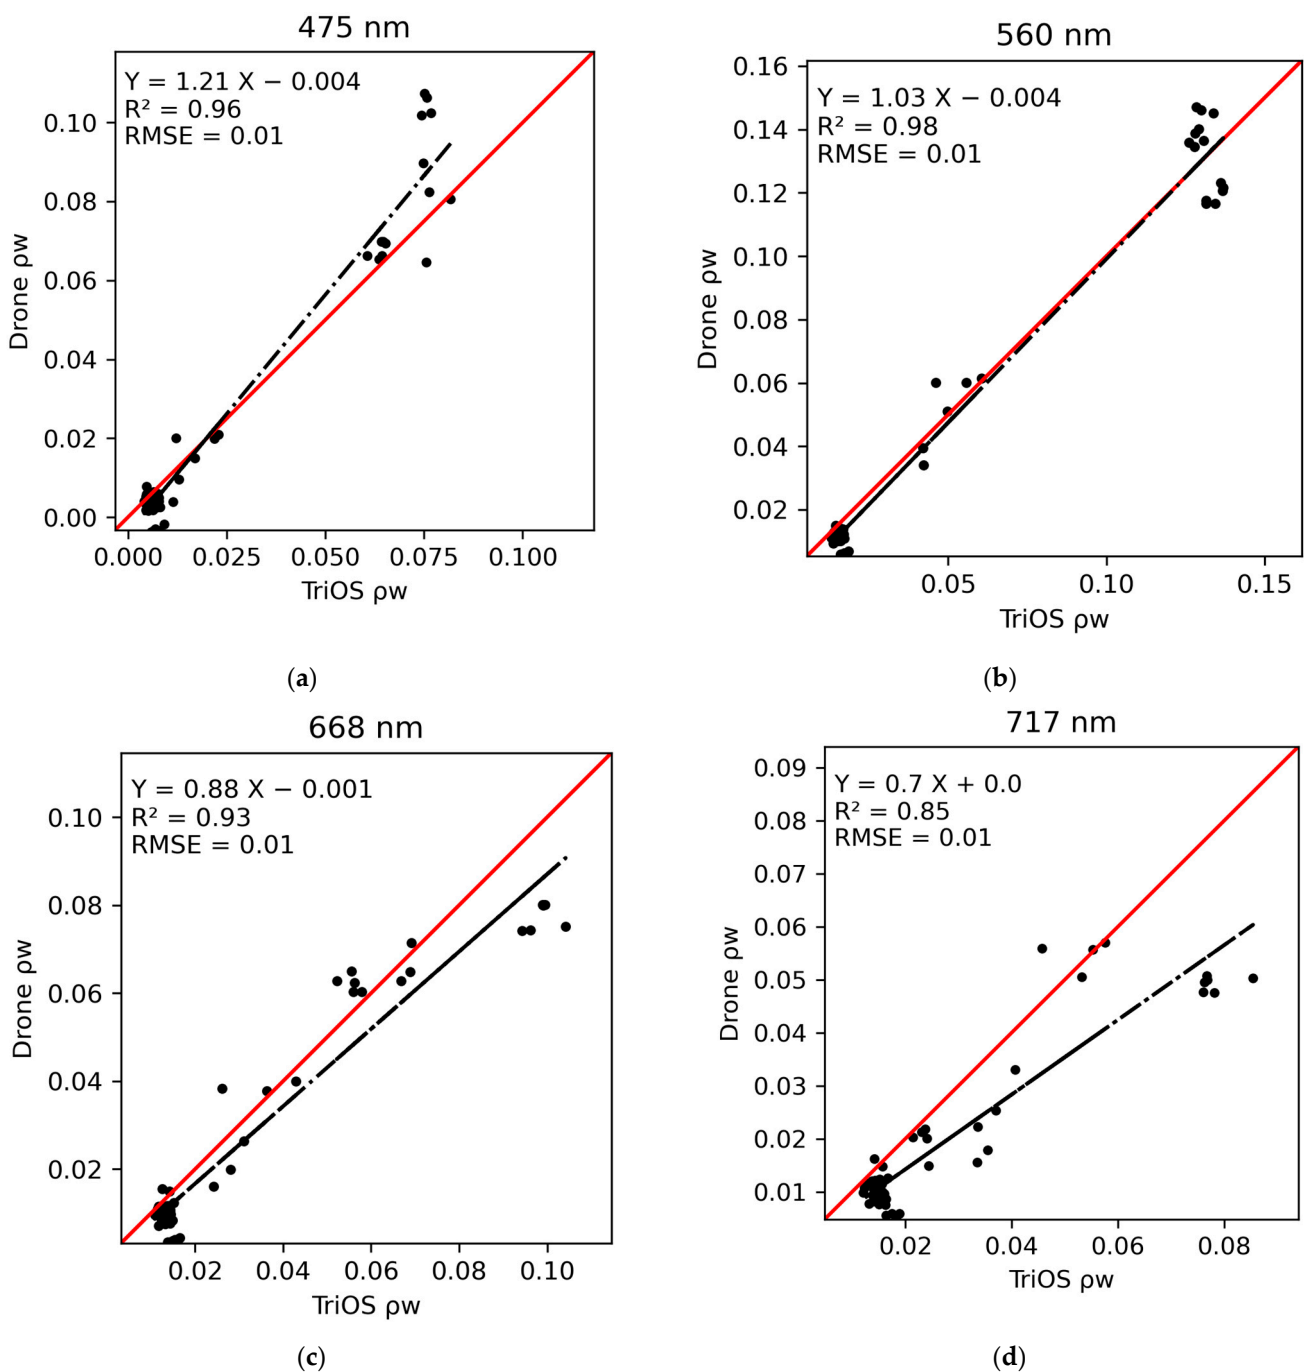 475 nm
Y = 1.21 X − 0.004
R² = 0.96
RMSE = 0.01
0.10
0.08
0.06
0.04
0.02
0.00
Drone ρw
0.000 0.025 0.050 0.075 0.100
TriOS ρw
(a)
560 nm
Y = 1.03 X − 0.004
R² = 0.98
RMSE = 0.01
0.16
0.14
0.12
0.10
0.08
0.06
0.04
0.02
Drone ρw
0.05 0.10 0.15
TriOS ρw
(b)
668 nm
Y = 0.88 X − 0.001
R² = 0.93
RMSE = 0.01
0.10
0.08
0.06
0.04
0.02
Drone ρw
0.02 0.04 0.06 0.08 0.10
TriOS ρw
(c)
717 nm
Y = 0.7 X + 0.0
R² = 0.85
RMSE = 0.01
0.09
0.08
0.07
0.06
0.05
0.04
0.03
0.02
0.01
Drone ρw
0.02 0.04 0.06 0.08
TriOS ρw
(d)